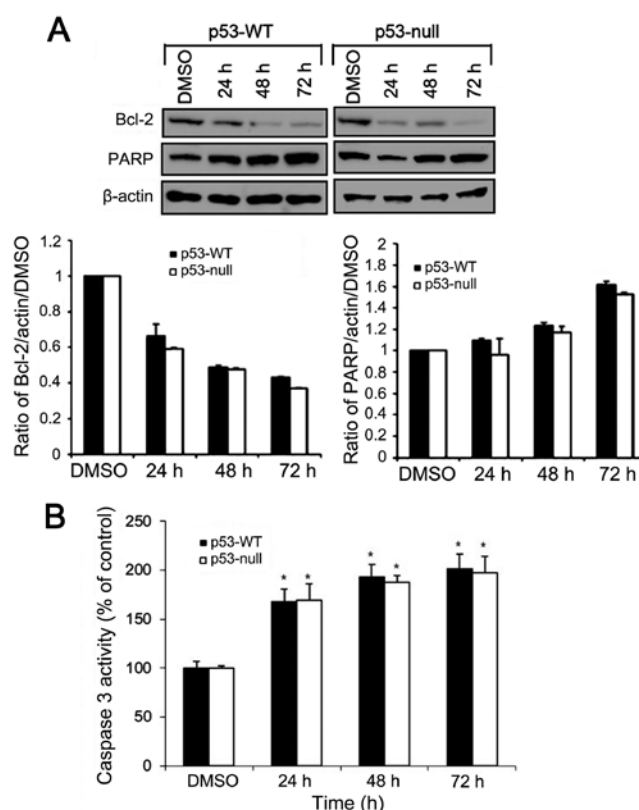 A
p53-WT p53-null
DMSO 24 h 48 h 72 h DMSO 24 h 48 h 72 h
Bcl-2
PARP
β-actin
Ratio of Bcl-2/actin/DMSO
1.2
1
0.8
0.6
0.4
0.2
0
p53-WT
p53-null
DMSO 24 h 48 h 72 h
Ratio of PARP/actin/DMSO
2
1.8
1.6
1.4
1.2
1
0.8
0.6
0.4
0.2
0
p53-WT
p53-null
DMSO 24 h 48 h 72 h
B
Caspase 3 activity (% of control)
250
200
150
100
50
0
p53-WT
p53-null
* * * * * *
DMSO 24 h 48 h 72 h
Time (h)